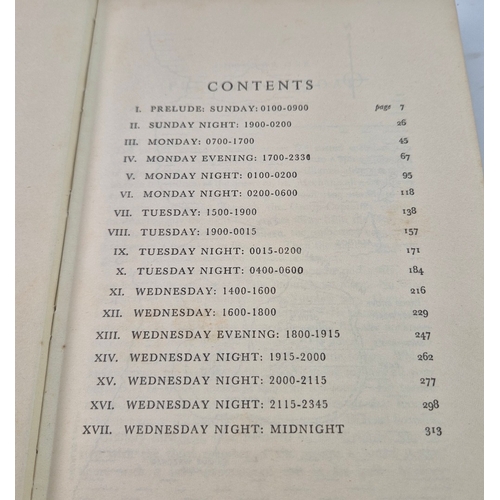 CONTENTS
I. PRELUDE: SUNDAY: 0100-0900 page 7
II. SUNDAY NIGHT: 1900-0200 26
III. MONDAY: 0700-1700 45
IV. MONDAY EVENING: 1700-2330 67
V. MONDAY NIGHT: 0100-0200 95
VI. MONDAY NIGHT: 0200-0600 118
VII. TUESDAY: 1500-1900 138
VIII. TUESDAY: 1900-0015 157
IX. TUESDAY NIGHT: 0015-0200 171
X. TUESDAY NIGHT: 0400-0600 184
XI. WEDNESDAY: 1400-1600 216
XII. WEDNESDAY: 1600-1800 229
XIII. WEDNESDAY EVENING: 1800-1915 247
XIV. WEDNESDAY NIGHT: 1915-2000 262
XV. WEDNESDAY NIGHT: 2000-2115 277
XVI. WEDNESDAY NIGHT: 2115-2345 298
XVII. WEDNESDAY NIGHT: MIDNIGHT 313